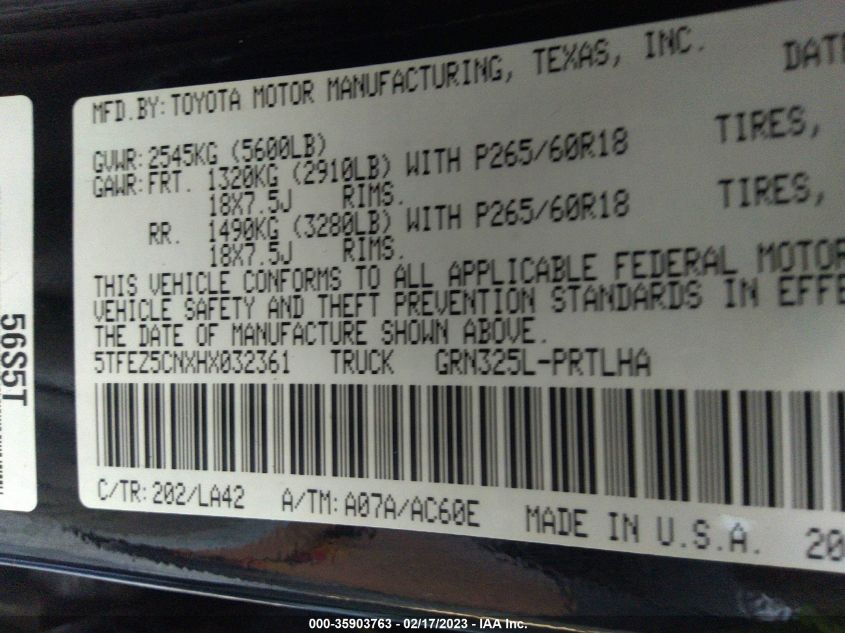 MFD.BY:TOYOTA MOTOR MANUFACTURING, TEXAS, INC.
GVWR:2545KG (5600LB)
GAWR:FRT. 1320KG (2910LB) WITH P265/60R18 TIRES,
18X7.5J RIMS.
RR. 1490KG (3280LB) WITH P265/60R18 TIRES,
18X7.5J RIMS.
THIS VEHICLE CONFORMS TO ALL APPLICABLE FEDERAL MOTOR
VEHICLE SAFETY AND THEFT PREVENTION STANDARDS IN EFFE
THE DATE OF MANUFACTURE SHOWN ABOVE.
5TFEZ5CNXHX032361 TRUCK GRN325L-PRTLHA
C/TR:202/LA42 A/TM:A07A/AC60E MADE IN U.S.A. 20
DAT
56S5T
000-35903763 - 02/17/2023 - IAA Inc.